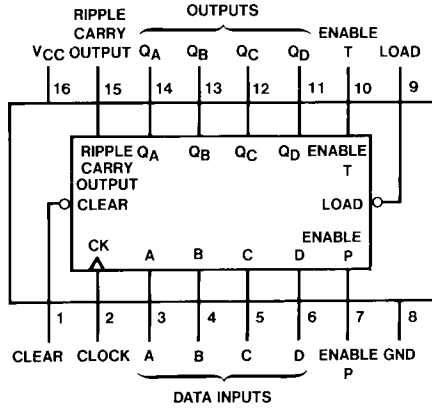 RIPPLE OUTPUTS
CARRY ENABLE
VCC OUTPUT QA QB QC QD T LOAD
16 15 14 13 12 11 10 9
RIPPLE QA QB QC QD ENABLE
CARRY T
OUTPUT
CLEAR LOAD
CK ENABLE
A B C D P
1 2 3 4 5 6 7 8
CLEAR CLOCK A B C D ENABLE GND
P
DATA INPUTS